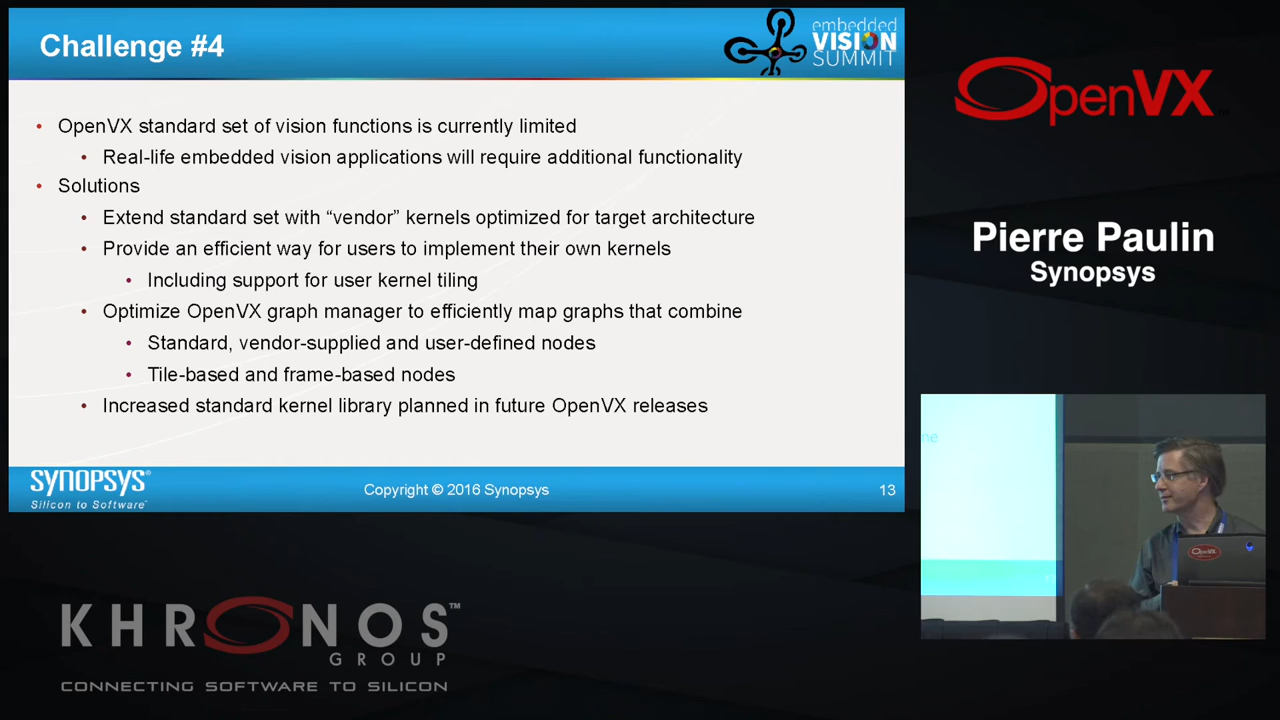 Challenge #4
embedded
VISION
SUMMIT
• OpenVX standard set of vision functions is currently limited
• Real-life embedded vision applications will require additional functionality
• Solutions
• Extend standard set with “vendor” kernels optimized for target architecture
• Provide an efficient way for users to implement their own kernels
• Including support for user kernel tiling
• Optimize OpenVX graph manager to efficiently map graphs that combine
• Standard, vendor-supplied and user-defined nodes
• Tile-based and frame-based nodes
• Increased standard kernel library planned in future OpenVX releases
SYNOPSYS®
Silicon to Software™
Copyright © 2016 Synopsys
13
OpenVX™
Pierre Paulin
Synopsys
ne
OpenVX
KHRONOS™
GROUP
CONNECTING SOFTWARE TO SILICON